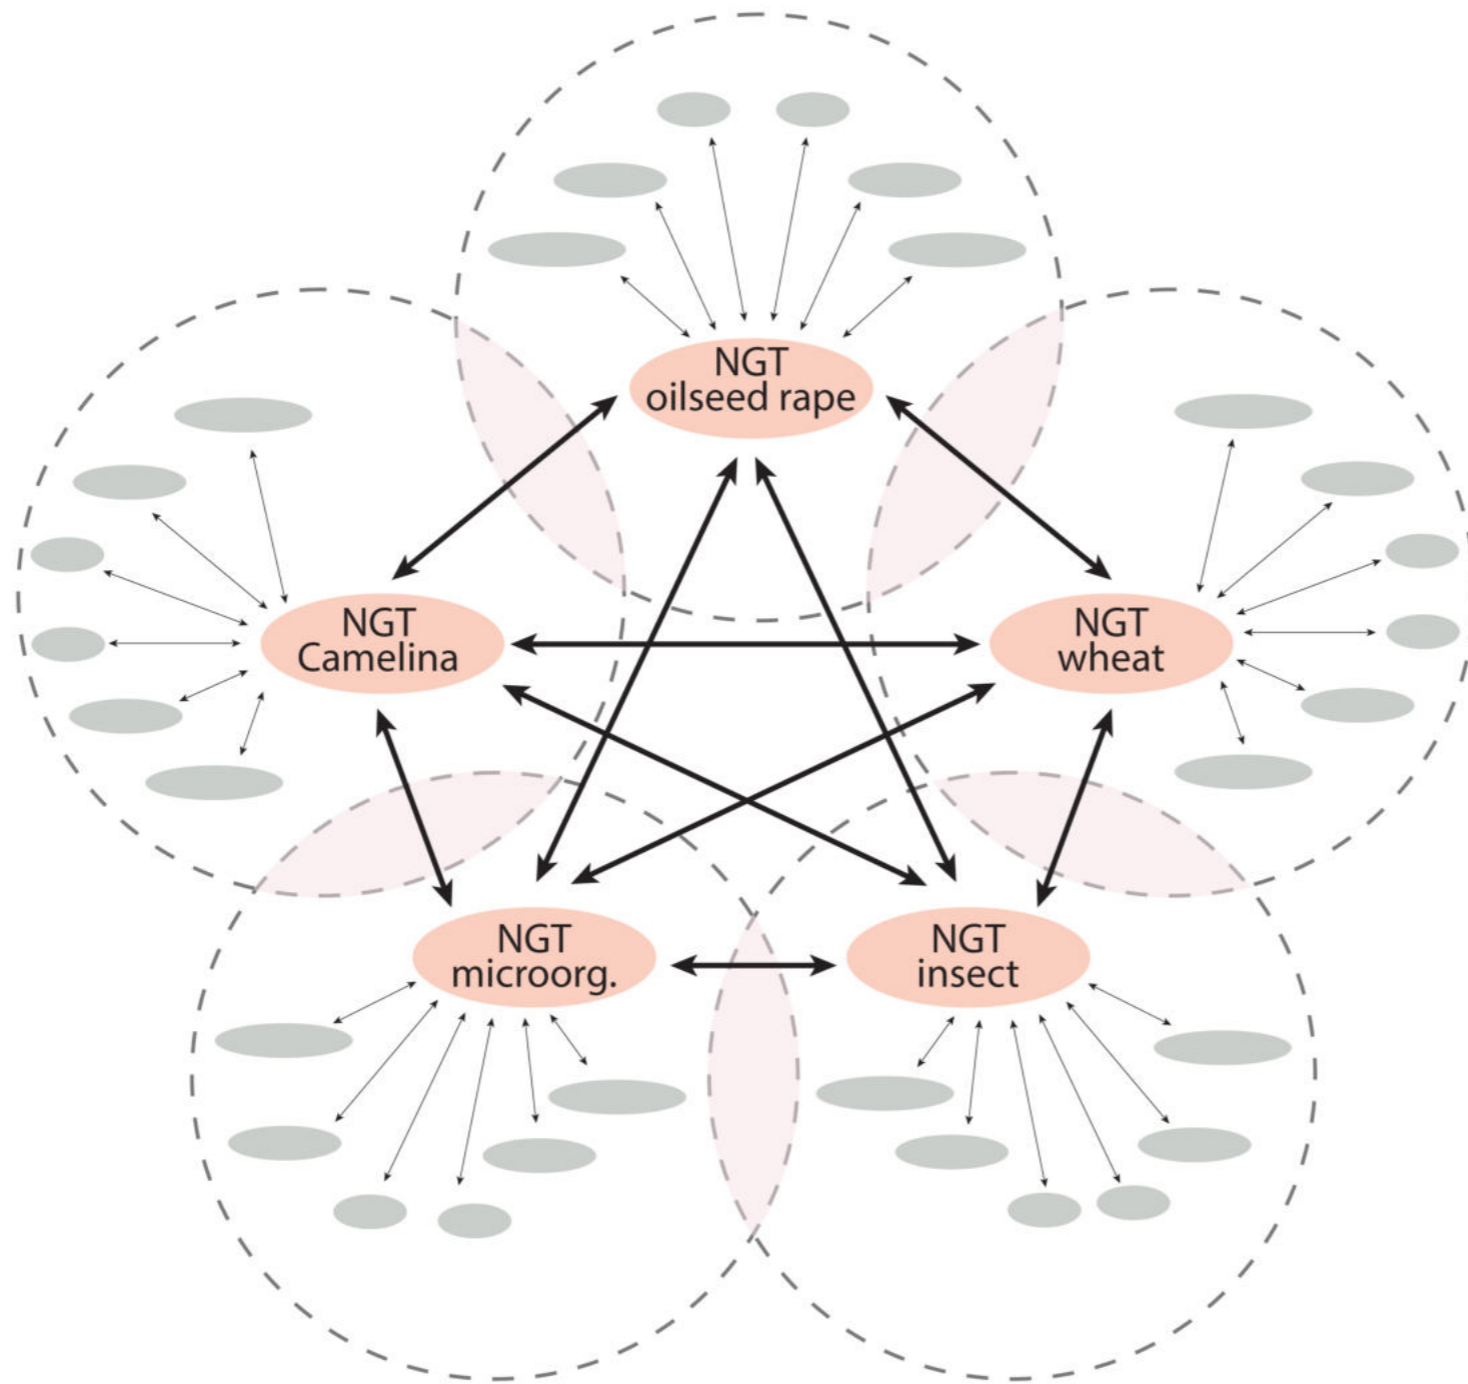 NGT
oilseed rape
NGT
Camelina
NGT
wheat
NGT
microorg.
NGT
insect